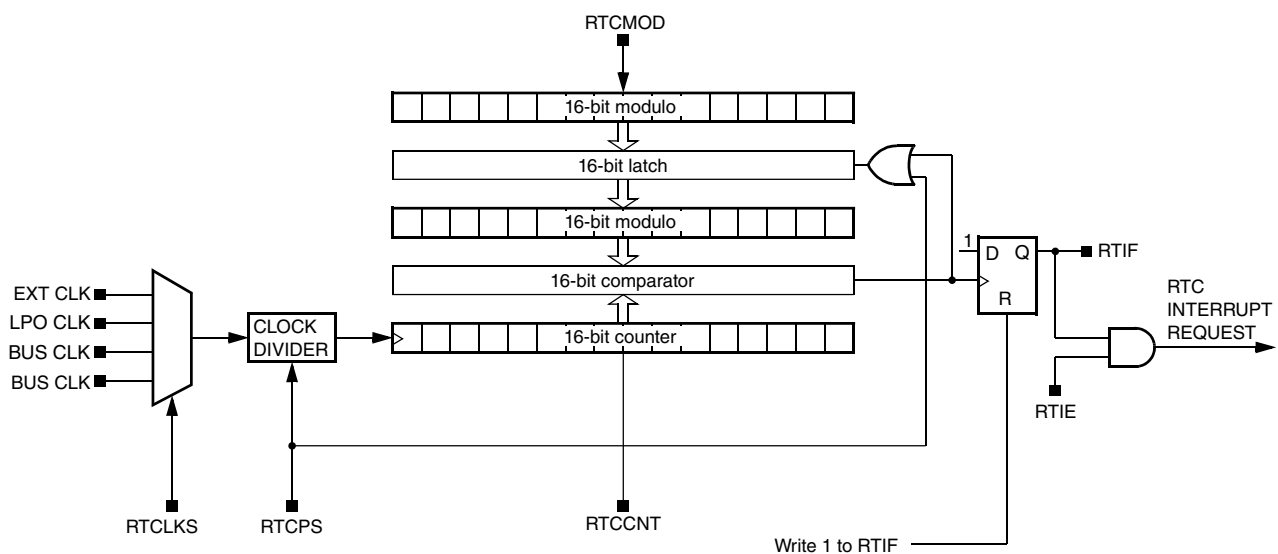 RTCMOD
16-bit modulo
16-bit latch
16-bit modulo
1
D Q
R
RTIF
16-bit comparator
EXT CLK
LPO CLK
BUS CLK
BUS CLK
CLOCK
DIVIDER
16-bit counter
RTC
INTERRUPT
REQUEST
RTIE
RTCLKS
RTCPS
RTCCNT
Write 1 to RTIF